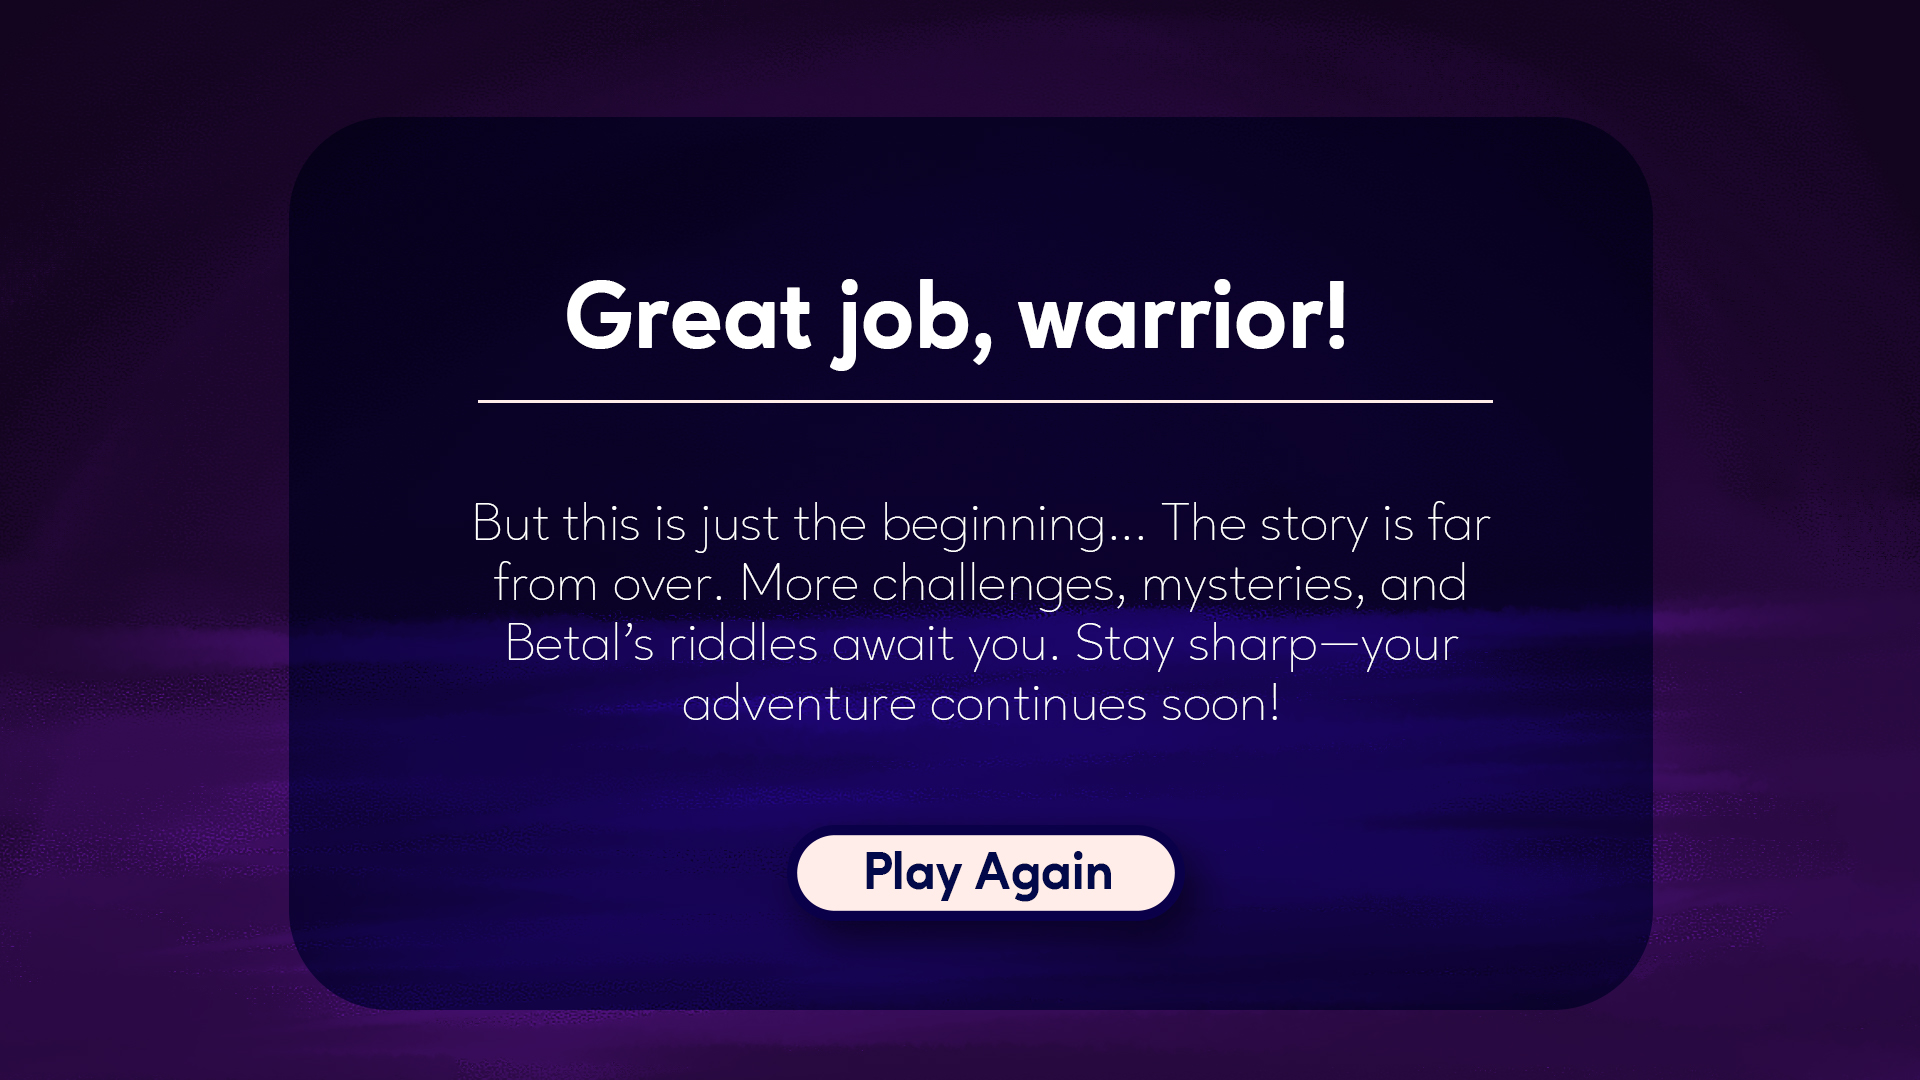 Great job, warrior!
But this is just the beginning... The story is far
from over. More challenges, mysteries, and
Betal’s riddles await you. Stay sharp—your
adventure continues soon!
Play Again